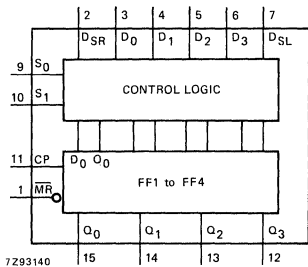 2 3 4 5 6 7
DSR D0 D1 D2 D3 DSL
9 S0
CONTROL LOGIC
10 S1
11 CP D0 O0
FF1 to FF4
1 MR
Q0 Q1 Q2 Q3
7Z93140 15 14 13 12